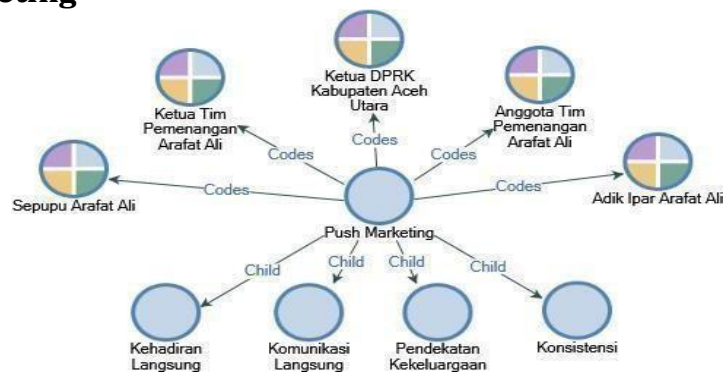 Ketua DPRK
Kabupaten Aceh
Utara
Ketua Tim
Pemenangan
Arafat Ali
Anggota Tim
Pemenangan
Arafat Ali
Codes
Codes
Codes
Sepupu Arafat Ali
Codes
Codes
Adik Ipar Arafat Ali
Push Marketing
Child
Child
Child
Child
Kehadiran
Langsung
Komunikasi
Langsung
Pendekatan
Kekeluargaan
Konsistensi